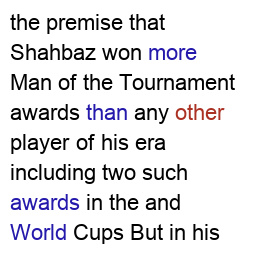 the premise that
Shahbaz won more
Man of the Tournament
awards than any other
player of his era
including two such
awards in the and
World Cups But in his